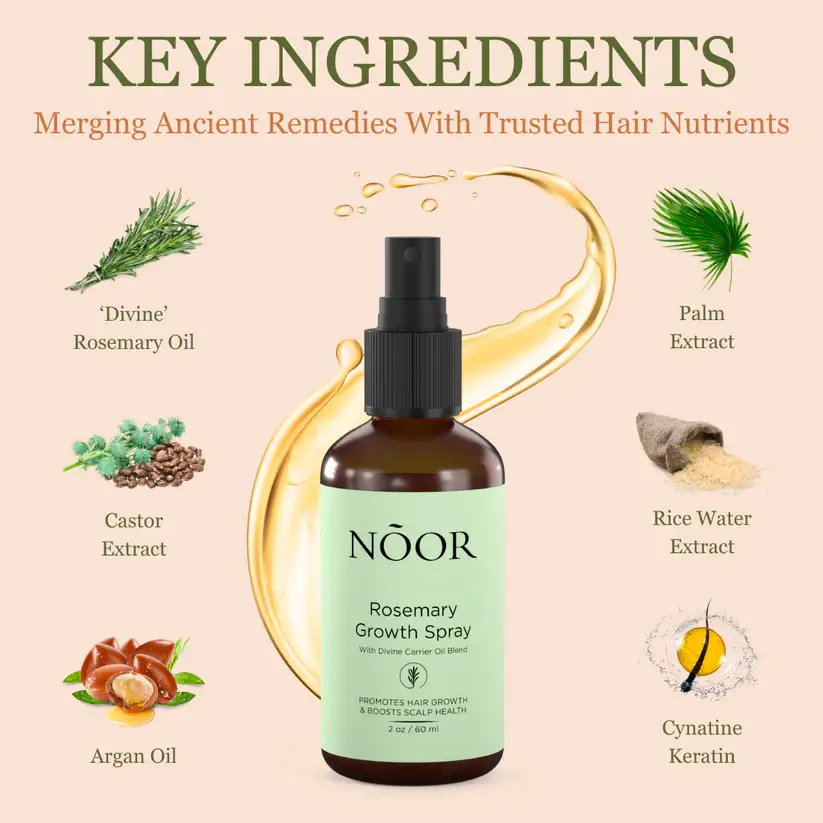 KEY INGREDIENTS
Merging Ancient Remedies With Trusted Hair Nutrients
‘Divine’
Rosemary Oil
Castor
Extract
Argan Oil
NÕOR
Rosemary
Growth Spray
With Divine Carrier Oil Blend
PROMOTES HAIR GROWTH
& BOOSTS SCALP HEALTH
2 oz / 60 ml
Palm
Extract
Rice Water
Extract
Cynatine
Keratin